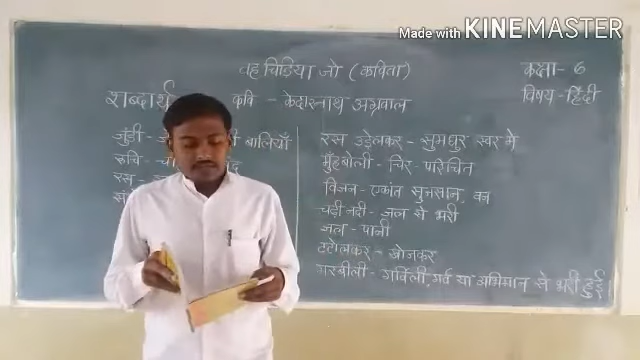 Made with KINEMASTER
वह चिडिया जो (कविता)
कक्षा - 6
विषय - हिंदी
शब्दार्थ कवि - केदारनाथ अग्रवाल
जुंडी - बालियाँ
रुचि -
रस -
रस उड़ेलकर - सुमधुर स्वर में
मुँहबोली - चिर परिचित
विजन - एकांत सुनसान वन
चढ़ी नदी - जल से भरी
जल - पानी
टटोलकर - खोजकर
गरबीली - गर्विली, गर्व या अभिमान से भरी हुई।